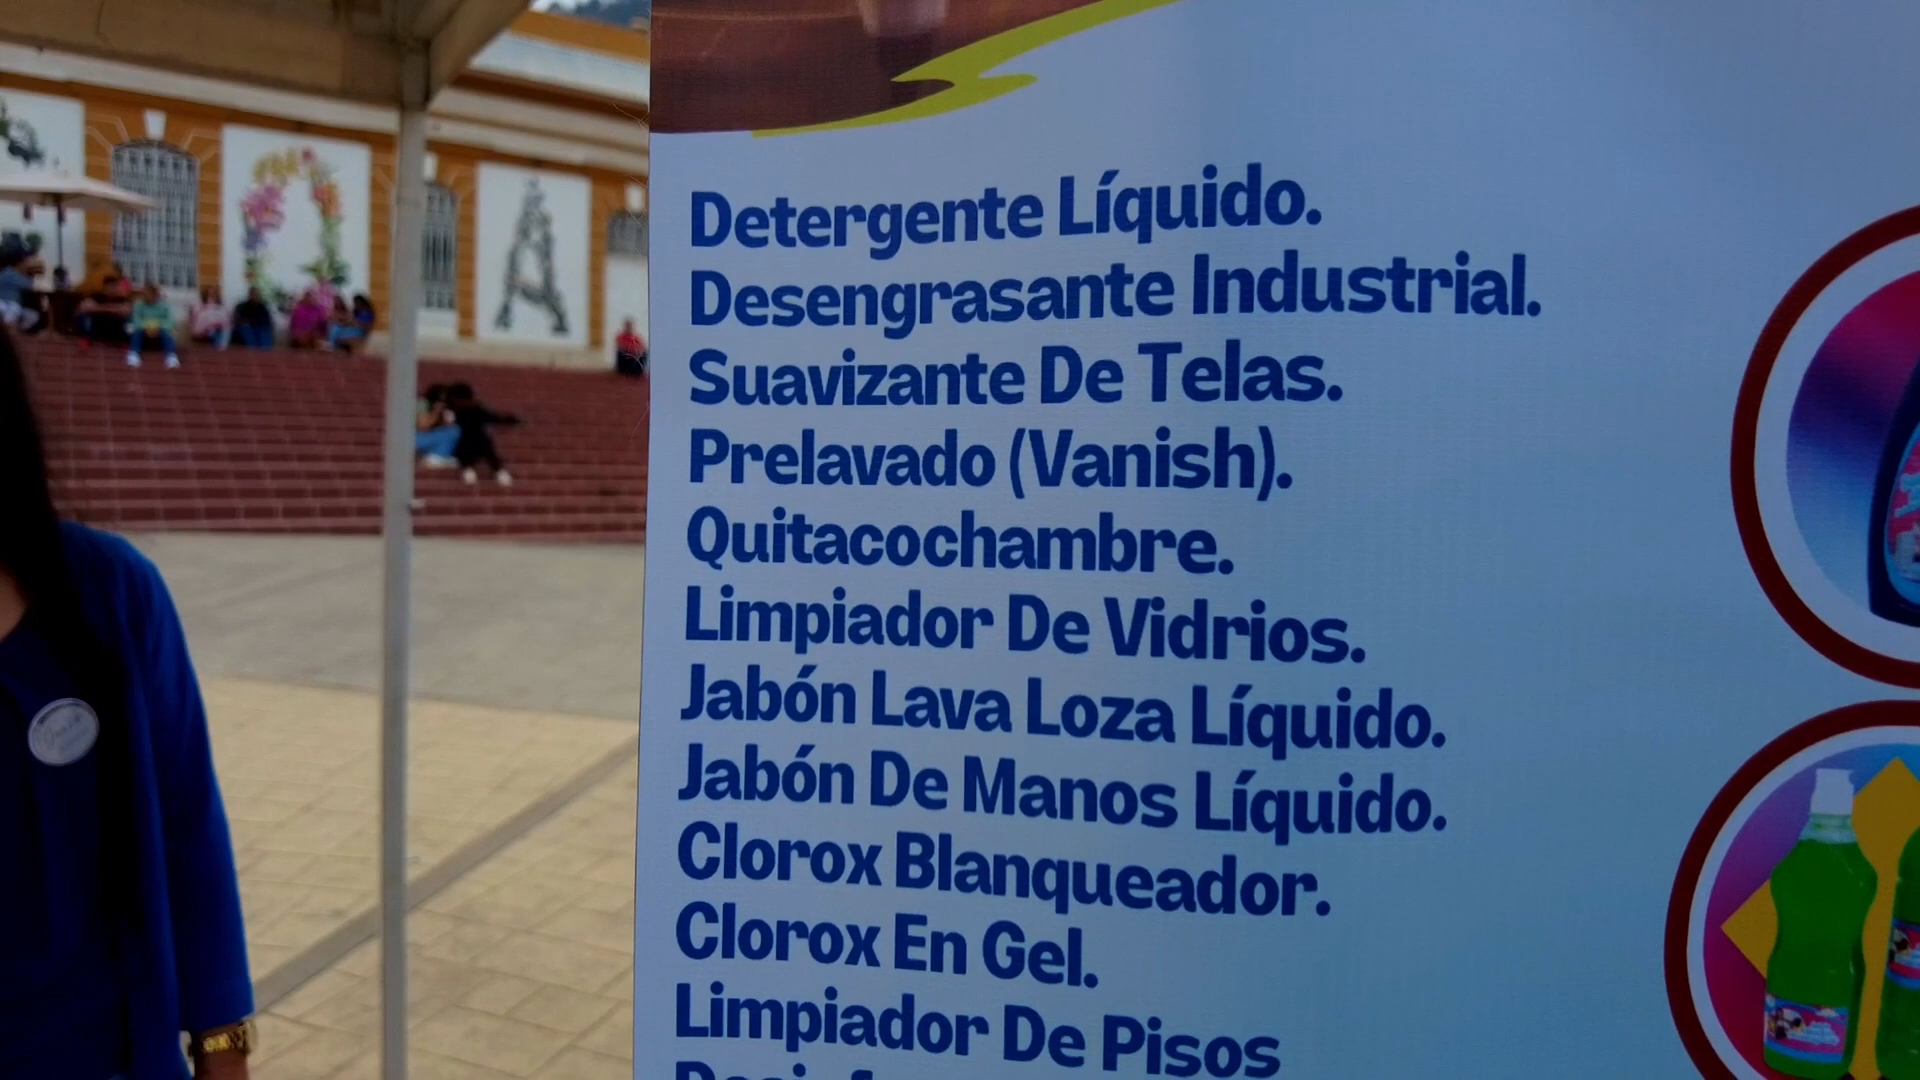 Detergente Líquido.
Desengrasante Industrial.
Suavizante De Telas.
Prelavado (Vanish).
Quitacochambre.
Limpiador De Vidrios.
Jabón Lava Loza Líquido.
Jabón De Manos Líquido.
Clorox Blanqueador.
Clorox En Gel.
Limpiador De Pisos